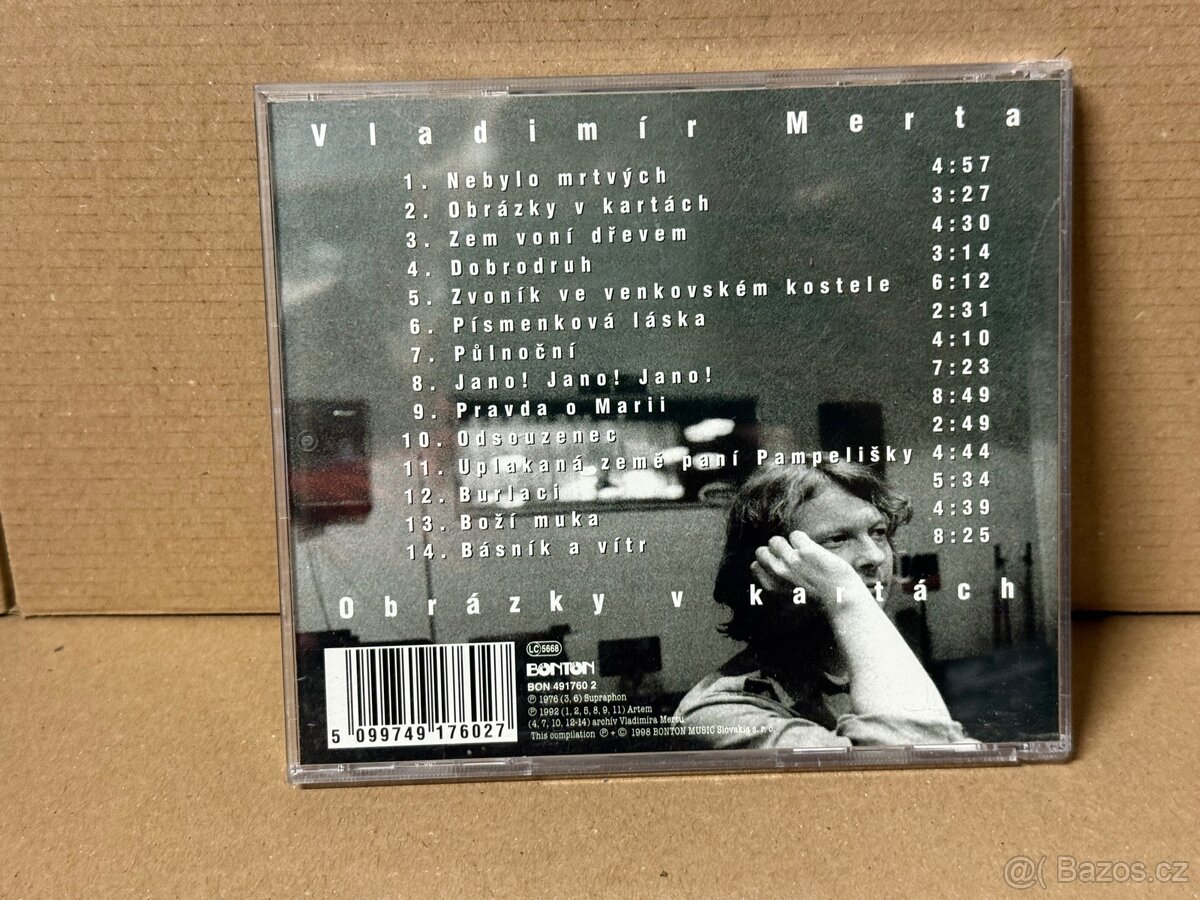 Vladimír Merta
1. Nebylo mrtvých 4:57
2. Obrázky v kartách 3:27
3. Zem voní dřevem 4:30
4. Dobrodruh 3:14
5. Zvoník ve venkovském kostele 6:12
6. Písmenková láska 2:31
7. Půlnoční 4:10
8. Jano! Jano! Jano! 7:23
9. Pravda o Marii 8:49
10. Odsouzenec 2:49
11. Uplakaná země paní Pampelišky 4:44
12. Burlaci 5:34
13. Boží muka 4:39
14. Básník a vítr 8:25
Obrázky v kartách
LC 5668
BONTON
BON 491760 2
℗ 1976 (3, 6) Supraphon
℗ 1992 (1, 2, 5, 8, 9, 11) Artem
(4, 7, 10, 12-14) archív Vladimíra Mertu
This compilation ℗ + © 1998 BONTON MUSIC Slovakia s. r. o.
5 099749 176027
@( Bazos.cz